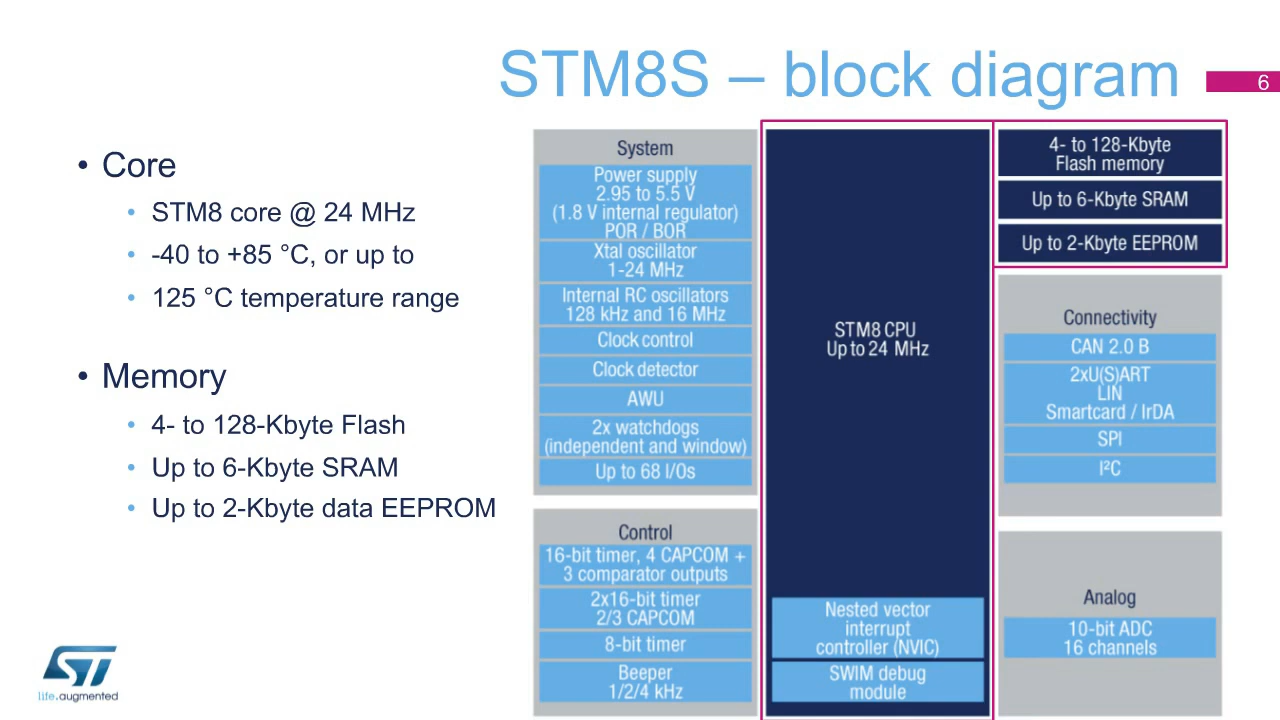 STM8S – block diagram
6
• Core
• STM8 core @ 24 MHz
• -40 to +85 °C, or up to
• 125 °C temperature range
• Memory
• 4- to 128-Kbyte Flash
• Up to 6-Kbyte SRAM
• Up to 2-Kbyte data EEPROM
System
Power supply
2.95 to 5.5 V
(1.8 V internal regulator)
POR / BOR
Xtal oscillator
1-24 MHz
Internal RC oscillators
128 kHz and 16 MHz
Clock control
Clock detector
AWU
2x watchdogs
(independent and window)
Up to 68 I/Os
Control
16-bit timer, 4 CAPCOM +
3 comparator outputs
2x16-bit timer
2/3 CAPCOM
8-bit timer
Beeper
1/2/4 kHz
STM8 CPU
Up to 24 MHz
Nested vector
interrupt
controller (NVIC)
SWIM debug
module
4- to 128-Kbyte
Flash memory
Up to 6-Kbyte SRAM
Up to 2-Kbyte EEPROM
Connectivity
CAN 2.0 B
2xU(S)ART
LIN
Smartcard / IrDA
SPI
I²C
Analog
10-bit ADC
16 channels
ST
life.augmented